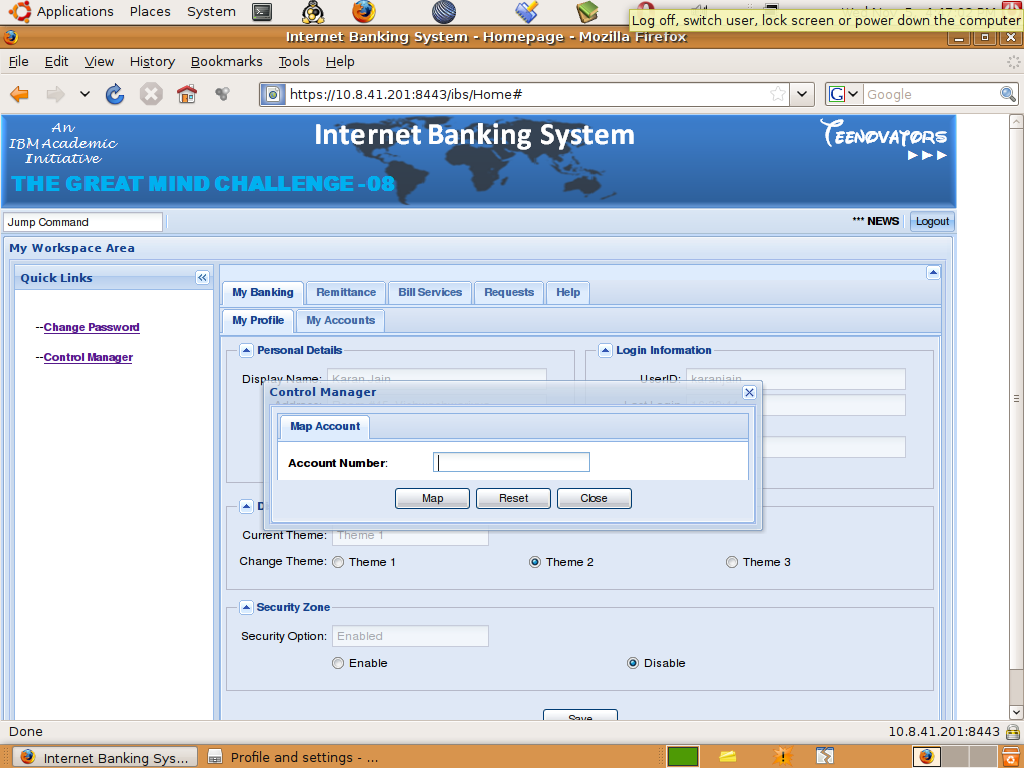 Applications Places System
Log off, switch user, lock screen or power down the computer
Internet Banking System - Homepage - Mozilla Firefox
File Edit View History Bookmarks Tools Help
https://10.8.41.201:8443/ibs/Home#
G Google
An
IBM Academic
Initiative
Internet Banking System
TEENOVATORS
THE GREAT MIND CHALLENGE -08
Jump Command
*** NEWS
Logout
My Workspace Area
Quick Links
--Change Password
--Control Manager
My Banking Remittance Bill Services Requests Help
My Profile My Accounts
Personal Details
Login Information
Display Name: Karan Jain
UserID: karanjain
Control Manager
Map Account
Account Number:
Map Reset Close
Current Theme: Theme 1
Change Theme: Theme 1 Theme 2 Theme 3
Security Zone
Security Option: Enabled
Enable Disable
Save
Done
10.8.41.201:8443
Internet Banking Sys...
Profile and settings - ...